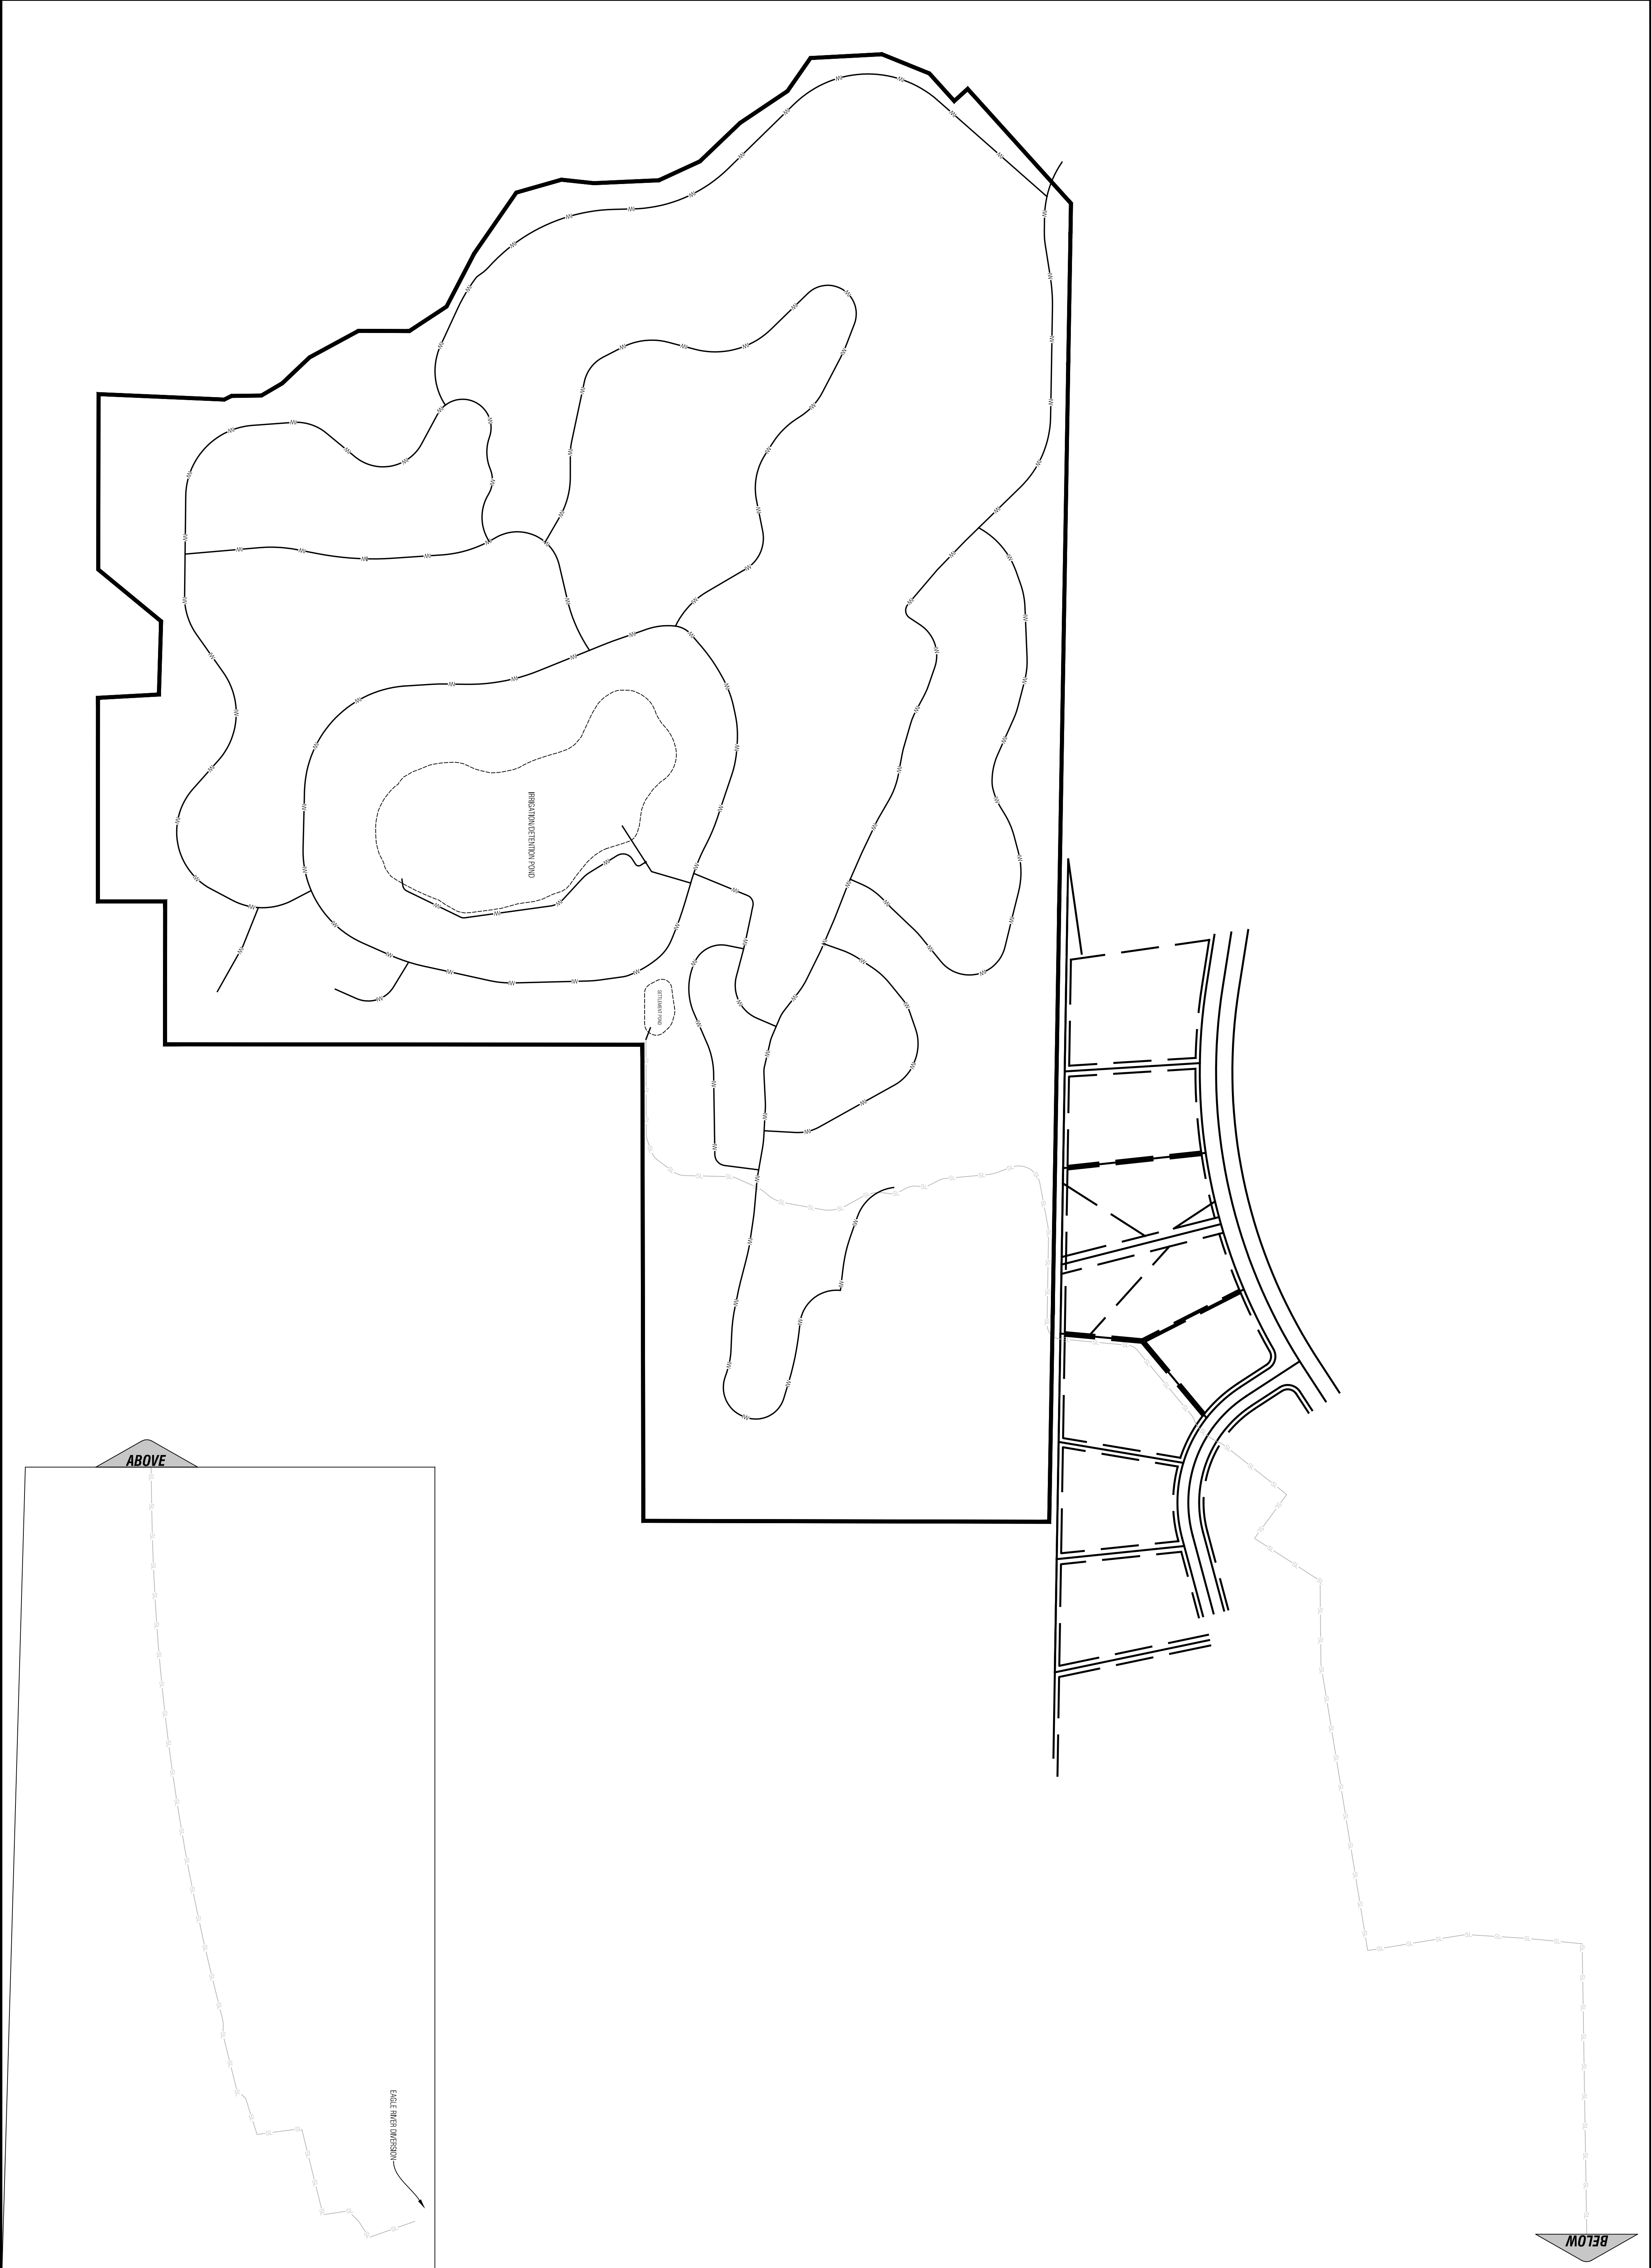 IRRIGATION/DETENTION POND
SETTLEMENT POND
ABOVE
EAGLE RIVER DIVERSION
BELOW